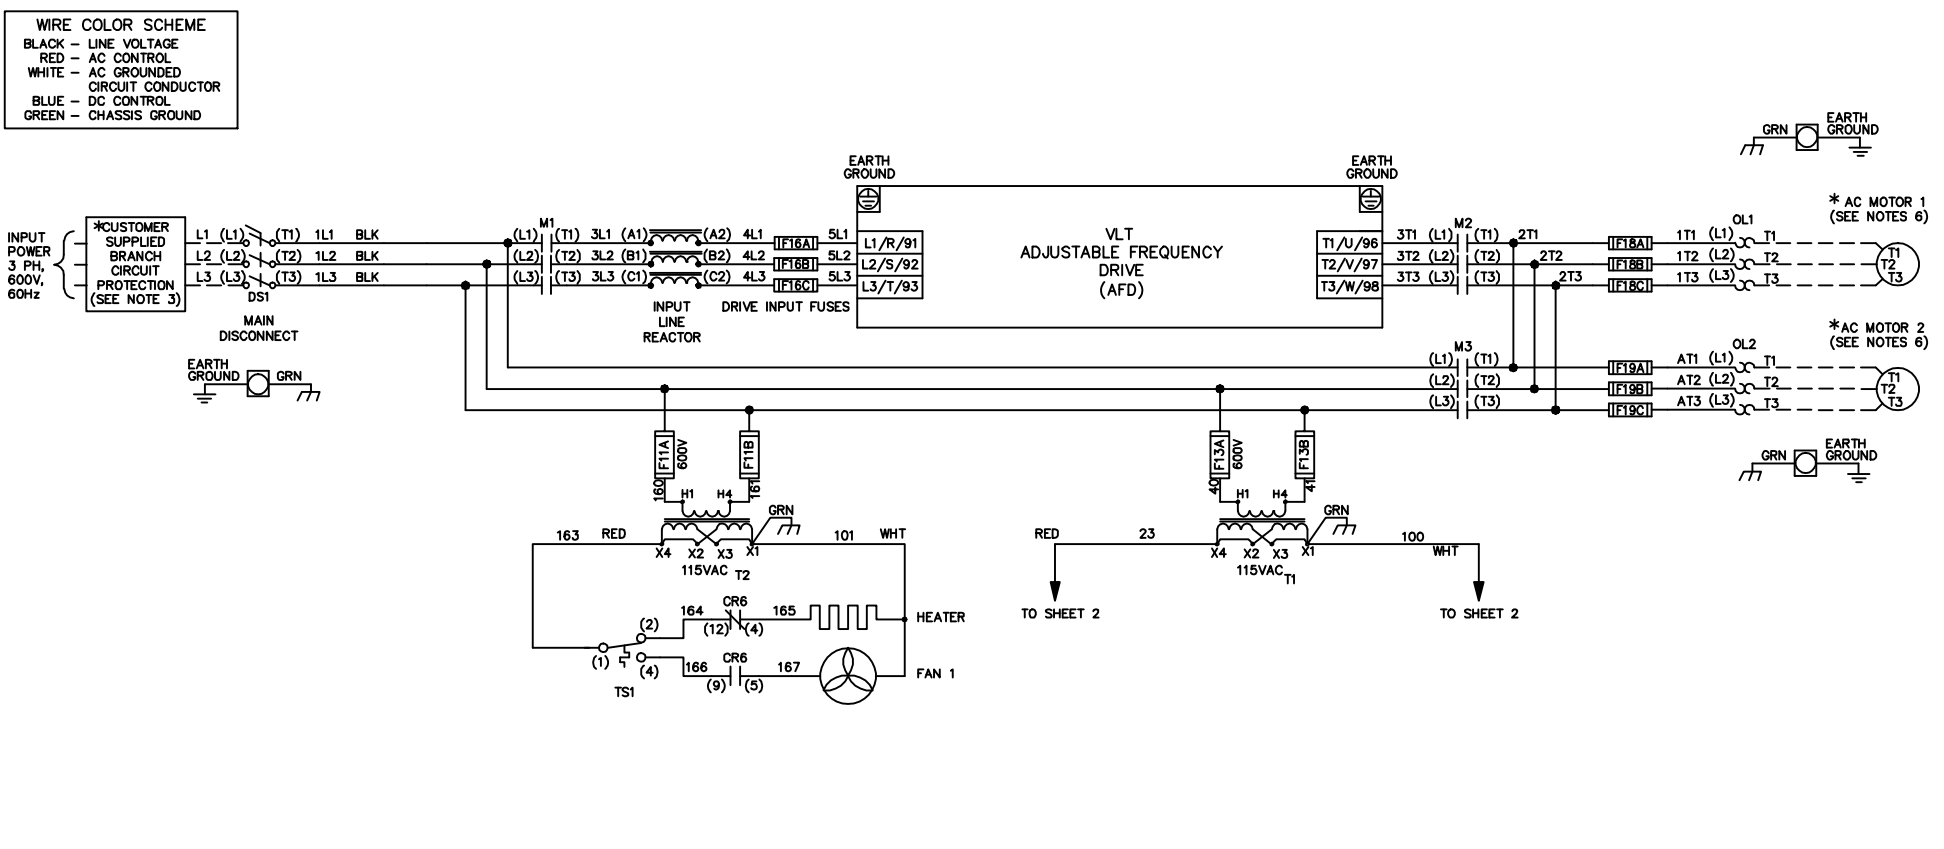 WIRE COLOR SCHEME
BLACK – LINE VOLTAGE
RED – AC CONTROL
WHITE – AC GROUNDED
CIRCUIT CONDUCTOR
BLUE – DC CONTROL
GREEN – CHASSIS GROUND
INPUT
POWER
3 PH,
600V,
60Hz
*CUSTOMER
SUPPLIED
BRANCH
CIRCUIT
PROTECTION
(SEE NOTE 3)
L1 (L1) (T1) 1L1 BLK
L2 (L2) (T2) 1L2 BLK
L3 (L3) (T3) 1L3 BLK
DS1
MAIN
DISCONNECT
EARTH
GROUND GRN
M1
(L1) (T1) 3L1 (A1) (A2) 4L1 F16A 5L1
(L2) (T2) 3L2 (B1) (B2) 4L2 F16B 5L2
(L3) (T3) 3L3 (C1) (C2) 4L3 F16C 5L3
INPUT
LINE
REACTOR
DRIVE INPUT FUSES
EARTH
GROUND
L1/R/91
L2/S/92
L3/T/93
VLT
ADJUSTABLE FREQUENCY
DRIVE
(AFD)
EARTH
GROUND
T1/U/96
T2/V/97
T3/W/98
M2
3T1 (L1) (T1) 2T1 F18A 1T1 (L1) OL1 T1
3T2 (L2) (T2) 2T2 F18B 1T2 (L2) T2
3T3 (L3) (T3) 2T3 F18C 1T3 (L3) T3
GRN EARTH
GROUND
* AC MOTOR 1
(SEE NOTES 6)
T1
T2
T3
M3
(L1) (T1) F19A AT1 (L1) OL2 T1
(L2) (T2) F19B AT2 (L2) T2
(L3) (T3) F19C AT3 (L3) T3
*AC MOTOR 2
(SEE NOTES 6)
T1
T2
T3
GRN EARTH
GROUND
F11A
600V
F11B
160
161
H1 H4
GRN
163 RED
X4 X2 X3 X1
101 WHT
115VAC T2
CR6
164 165
(12) (4)
HEATER
(2)
(1)
(4)
TS1
CR6
166 167
(9) (5)
FAN 1
F13A
600V
F13B
40
41
H1 H4
GRN
RED 23
X4 X2 X3 X1
100
WHT
115VAC T1
TO SHEET 2
TO SHEET 2